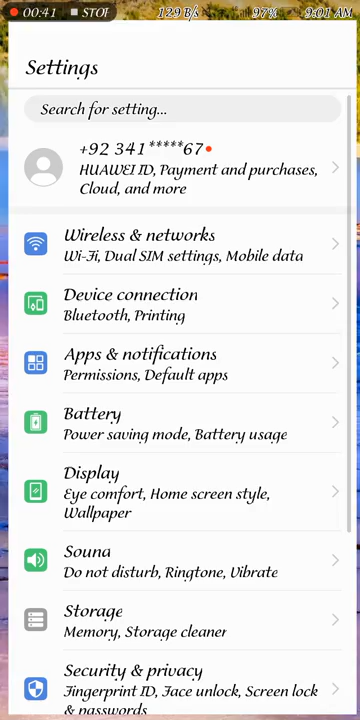 00:41 STOP 129 B/s 97% 9:01 AM
Settings
Search for setting...
+92 341*****67
HUAWEI ID, Payment and purchases,
Cloud, and more
Wireless & networks
Wi-Fi, Dual SIM settings, Mobile data
Device connection
Bluetooth, Printing
Apps & notifications
Permissions, Default apps
Battery
Power saving mode, Battery usage
Display
Eye comfort, Home screen style,
Wallpaper
Sound
Do not disturb, Ringtone, Vibrate
Storage
Memory, Storage cleaner
Security & privacy
Fingerprint ID, Face unlock, Screen lock
& passwords